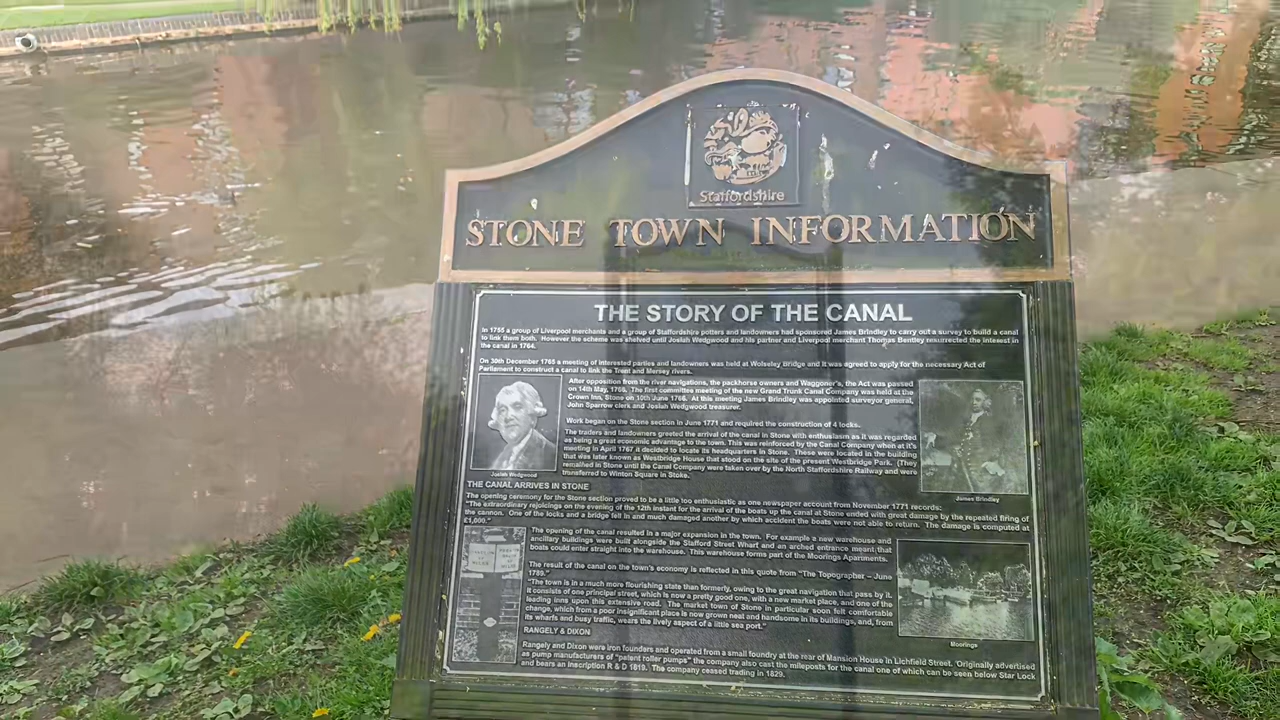 Staffordshire
STONE TOWN INFORMATION
THE STORY OF THE CANAL
In 1755 a group of Liverpool merchants and a group of Staffordshire potters and landowners had sponsored James Brindley to carry out a survey to build a canal
to link them both. However the scheme was shelved until Josiah Wedgwood and his partner and Liverpool merchant Thomas Bentley resurrected the interest in
the canal in 1764.
On 30th December 1765 a meeting of interested parties and landowners was held at Wolseley Bridge and it was agreed to apply for the necessary Act of
Parliament to construct a canal to link the Trent and Mersey rivers.
After opposition from the river navigations, the packhorse owners and Waggoner's, the Act was passed
on 14th May, 1766. The first committee meeting of the new Grand Trunk Canal Company was held at the
Crown Inn, Stone on 10th June 1766. At this meeting James Brindley was appointed surveyor general,
John Sparrow clerk and Josiah Wedgwood treasurer.
Work began on the Stone section in June 1771 and required the construction of 4 locks.
The traders and landowners greeted the arrival of the canal in Stone with enthusiasm as it was regarded
as being a great economic advantage to the town. This was reinforced by the Canal Company when at it's
meeting in April 1767 it decided to locate its headquarters in Stone. These were located in the building
that was later known as Westbridge House that stood on the site of the present Westbridge Park. (They
remained in Stone until the Canal Company were taken over by the North Staffordshire Railway and were
transferred to Winton Square in Stoke.
Josiah Wedgwood
James Brindley
THE CANAL ARRIVES IN STONE
The opening ceremony for the Stone section proved to be a little too enthusiastic as one newspaper account from November 1771 records:
"The extraordinary rejoicings on the evening of the 12th instant for the arrival of the boats up the canal at Stone ended with great damage by the repeated firing of
the cannon. One of the locks and a bridge fell in and much damaged another by which accident the boats were not able to return. The damage is computed at
£1,000."
The opening of the canal resulted in a major expansion in the town. For example a new warehouse and
ancillary buildings were built alongside the Stafford Street Wharf and an arched entrance meant that
boats could enter straight into the warehouse. This warehouse forms part of the Moorings Apartments.
The result of the canal on the town's economy is reflected in this quote from "The Topographer – June
1789."
"The town is in a much more flourishing state than formerly, owing to the great navigation that pass by it.
It consists of one principal street, which is now a pretty good one, with a new market place, and one of the
leading inns upon this extensive road. The market town of Stone in particular soon felt comfortable
change, which from a poor insignificant place is now grown neat and handsome in its buildings, and, from
its wharfs and busy traffic, wears the lively aspect of a little sea port."
Moorings
RANGELY & DIXON
Rangely and Dixon were iron founders and operated from a small foundry at the rear of Mansion House in Lichfield Street. Originally advertised
as pump manufacturers of "patent roller pumps" the company also cast the mileposts for the canal one of which can be seen below Star Lock
and bears an inscription R & D 1819. The company ceased trading in 1829.